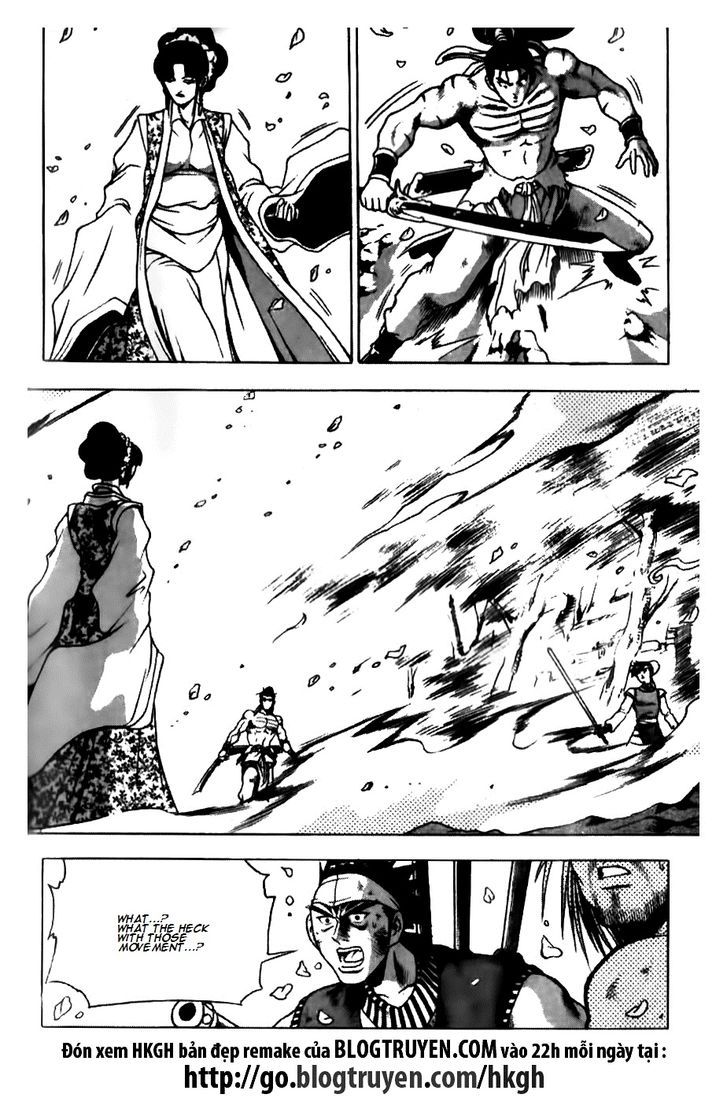 WHAT...?
WHAT THE HECK
WITH THOSE
MOVEMENT...?
Đón xem HKGH bản đẹp remake của BLOGTRUYEN.COM vào 22h mỗi ngày tại :
http://go.blogtruyen.com/hkgh